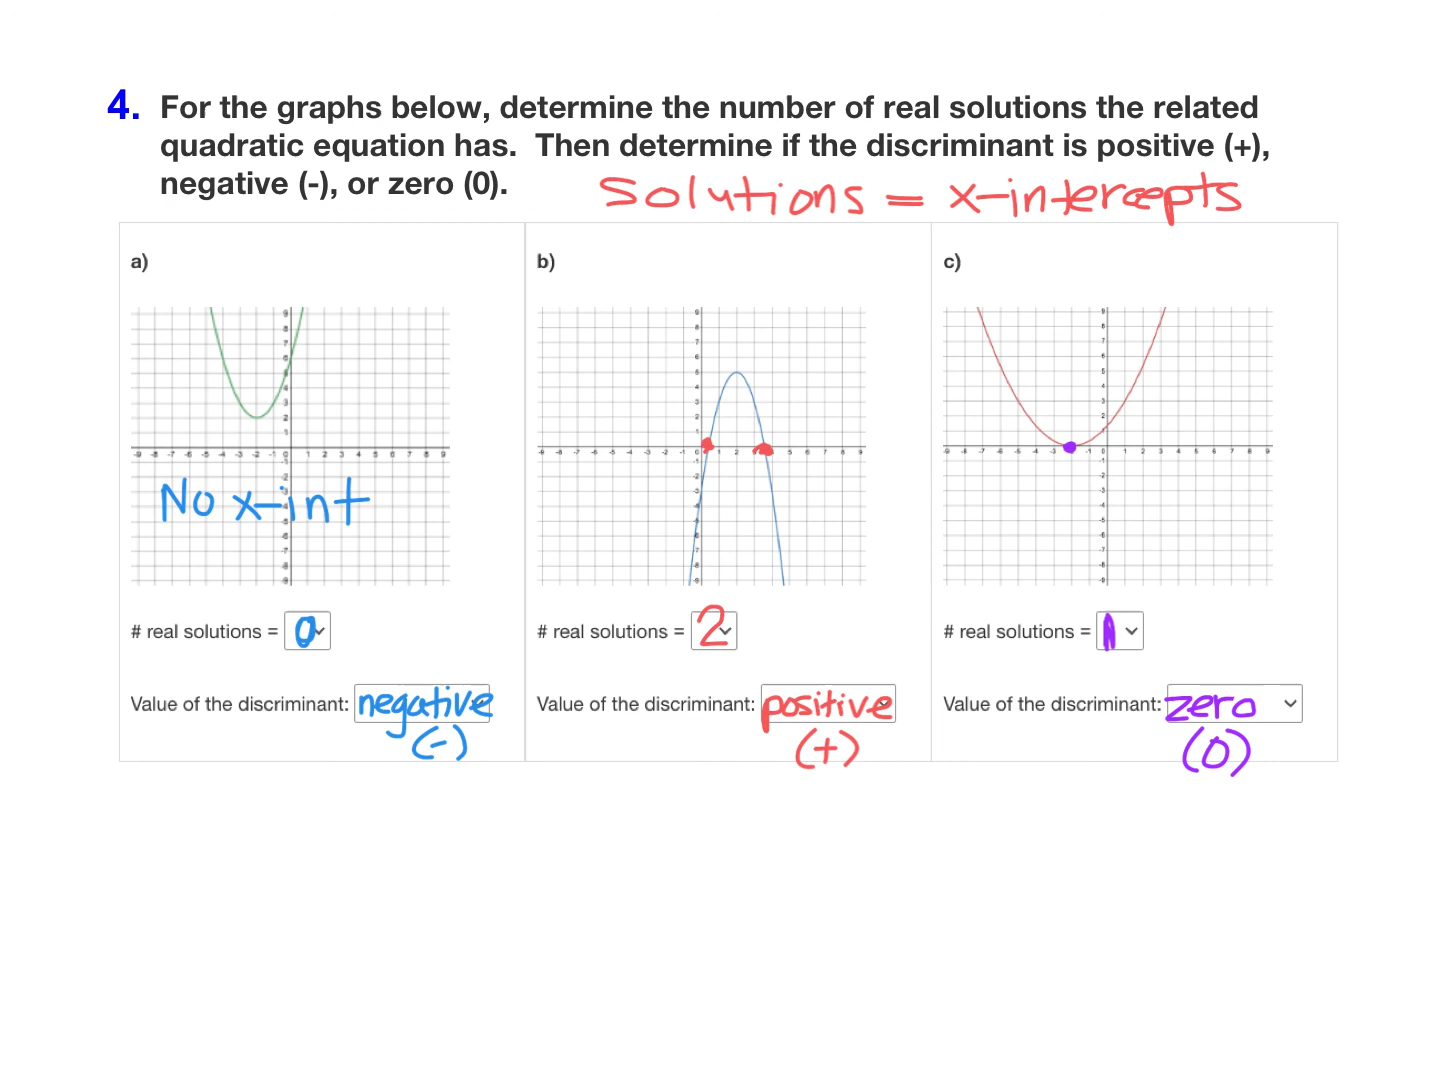 4. For the graphs below, determine the number of real solutions the related
quadratic equation has. Then determine if the discriminant is positive (+),
negative (-), or zero (0).
Solutions = x-intercepts
a)
No x-int
# real solutions = 0
Value of the discriminant: negative
(-)
b)
# real solutions = 2
Value of the discriminant: positive
(+)
c)
# real solutions = 1
Value of the discriminant: zero
(0)